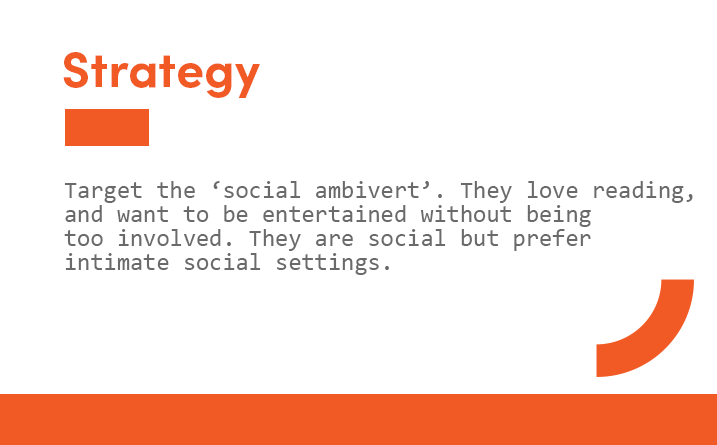 Strategy
Target the ‘social ambivert’. They love reading,
and want to be entertained without being
too involved. They are social but prefer
intimate social settings.